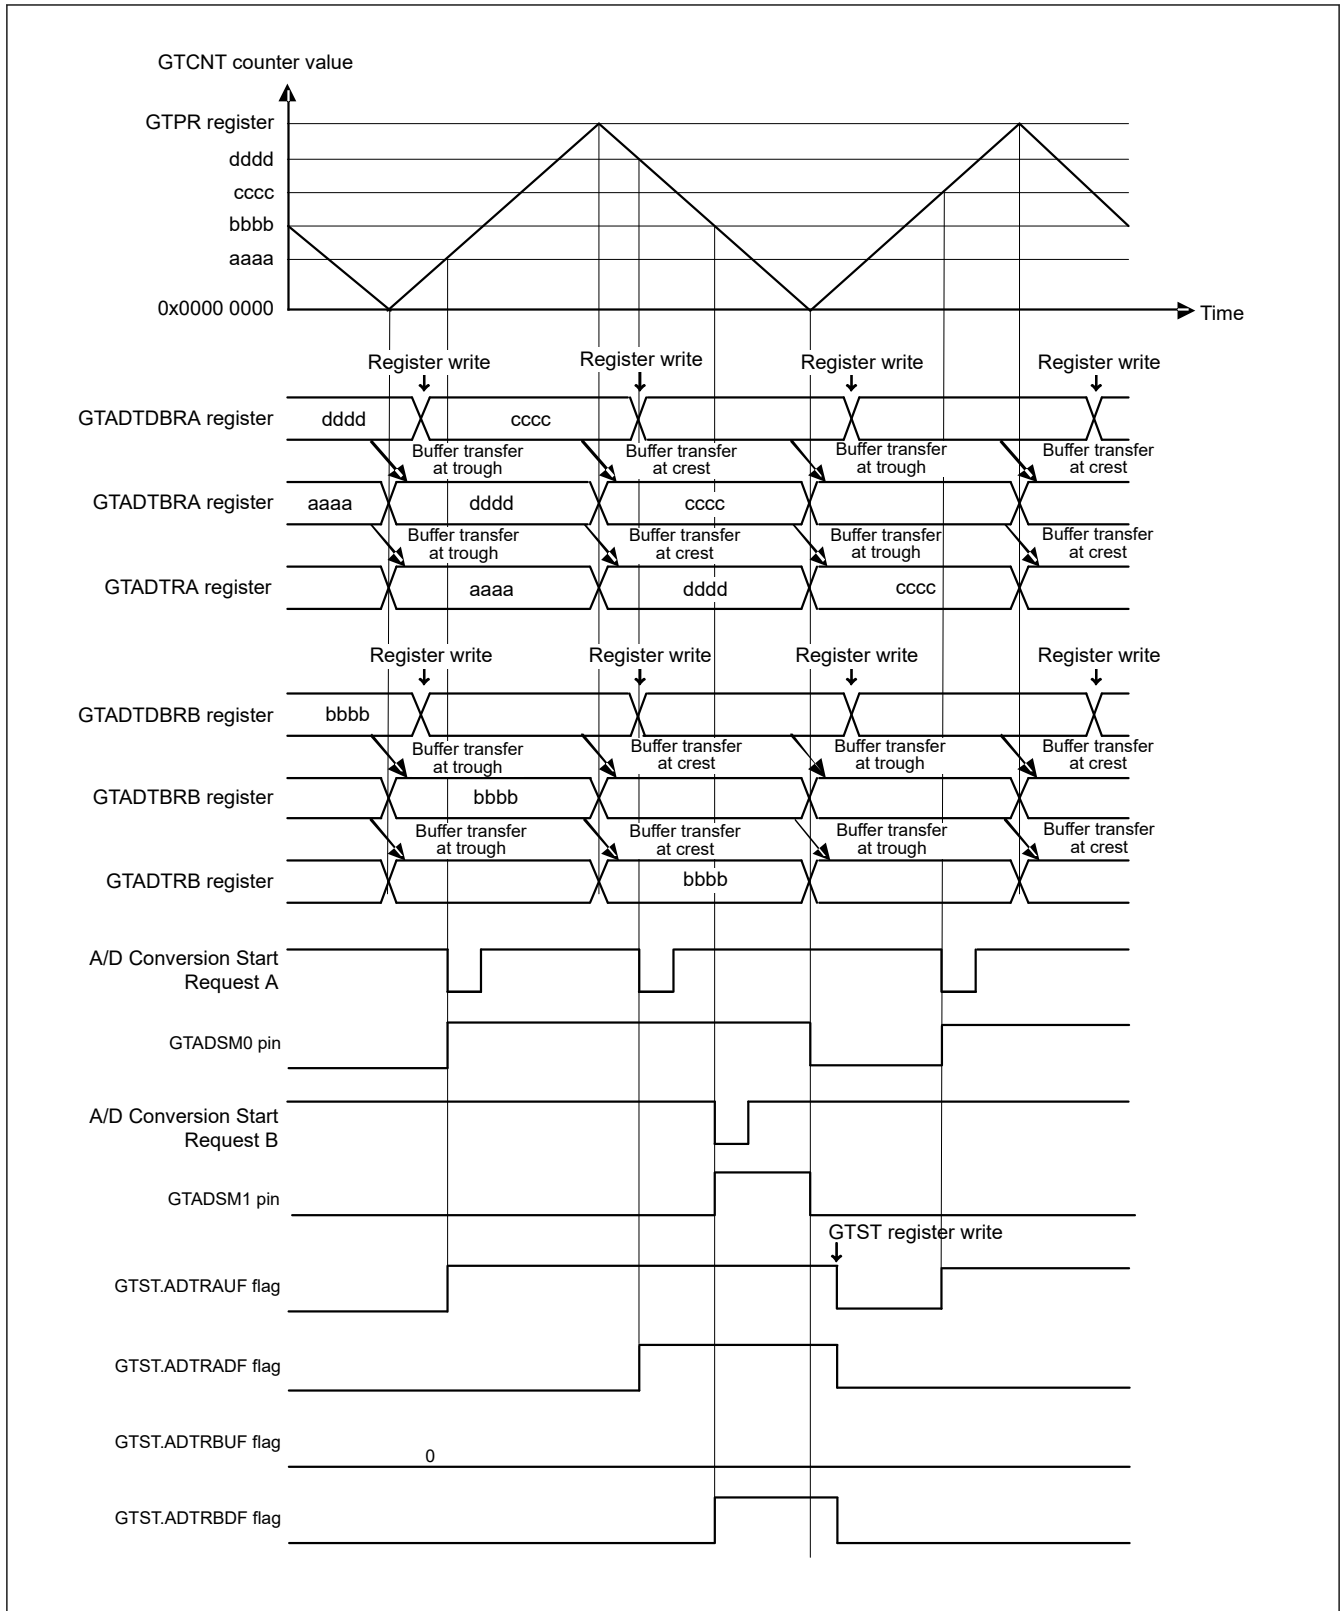 GTCNT counter value
GTPR register
dddd
cccc
bbbb
aaaa
0x0000 0000
Time
Register write Register write Register write Register write
GTADTDBRA register dddd cccc
Buffer transfer Buffer transfer Buffer transfer Buffer transfer
at trough at crest at trough at crest
GTADTBRA register aaaa dddd cccc
Buffer transfer Buffer transfer Buffer transfer Buffer transfer
at trough at crest at trough at crest
GTADTRA register aaaa dddd cccc
Register write Register write Register write Register write
GTADTDBRB register bbbb
Buffer transfer Buffer transfer Buffer transfer Buffer transfer
at trough at crest at trough at crest
GTADTBRB register bbbb
Buffer transfer Buffer transfer Buffer transfer Buffer transfer
at trough at crest at trough at crest
GTADTRB register bbbb
A/D Conversion Start
Request A
GTADSM0 pin
A/D Conversion Start
Request B
GTADSM1 pin
GTST register write
GTST.ADTRAUF flag
GTST.ADTRADF flag
GTST.ADTRBUF flag 0
GTST.ADTRBDF flag